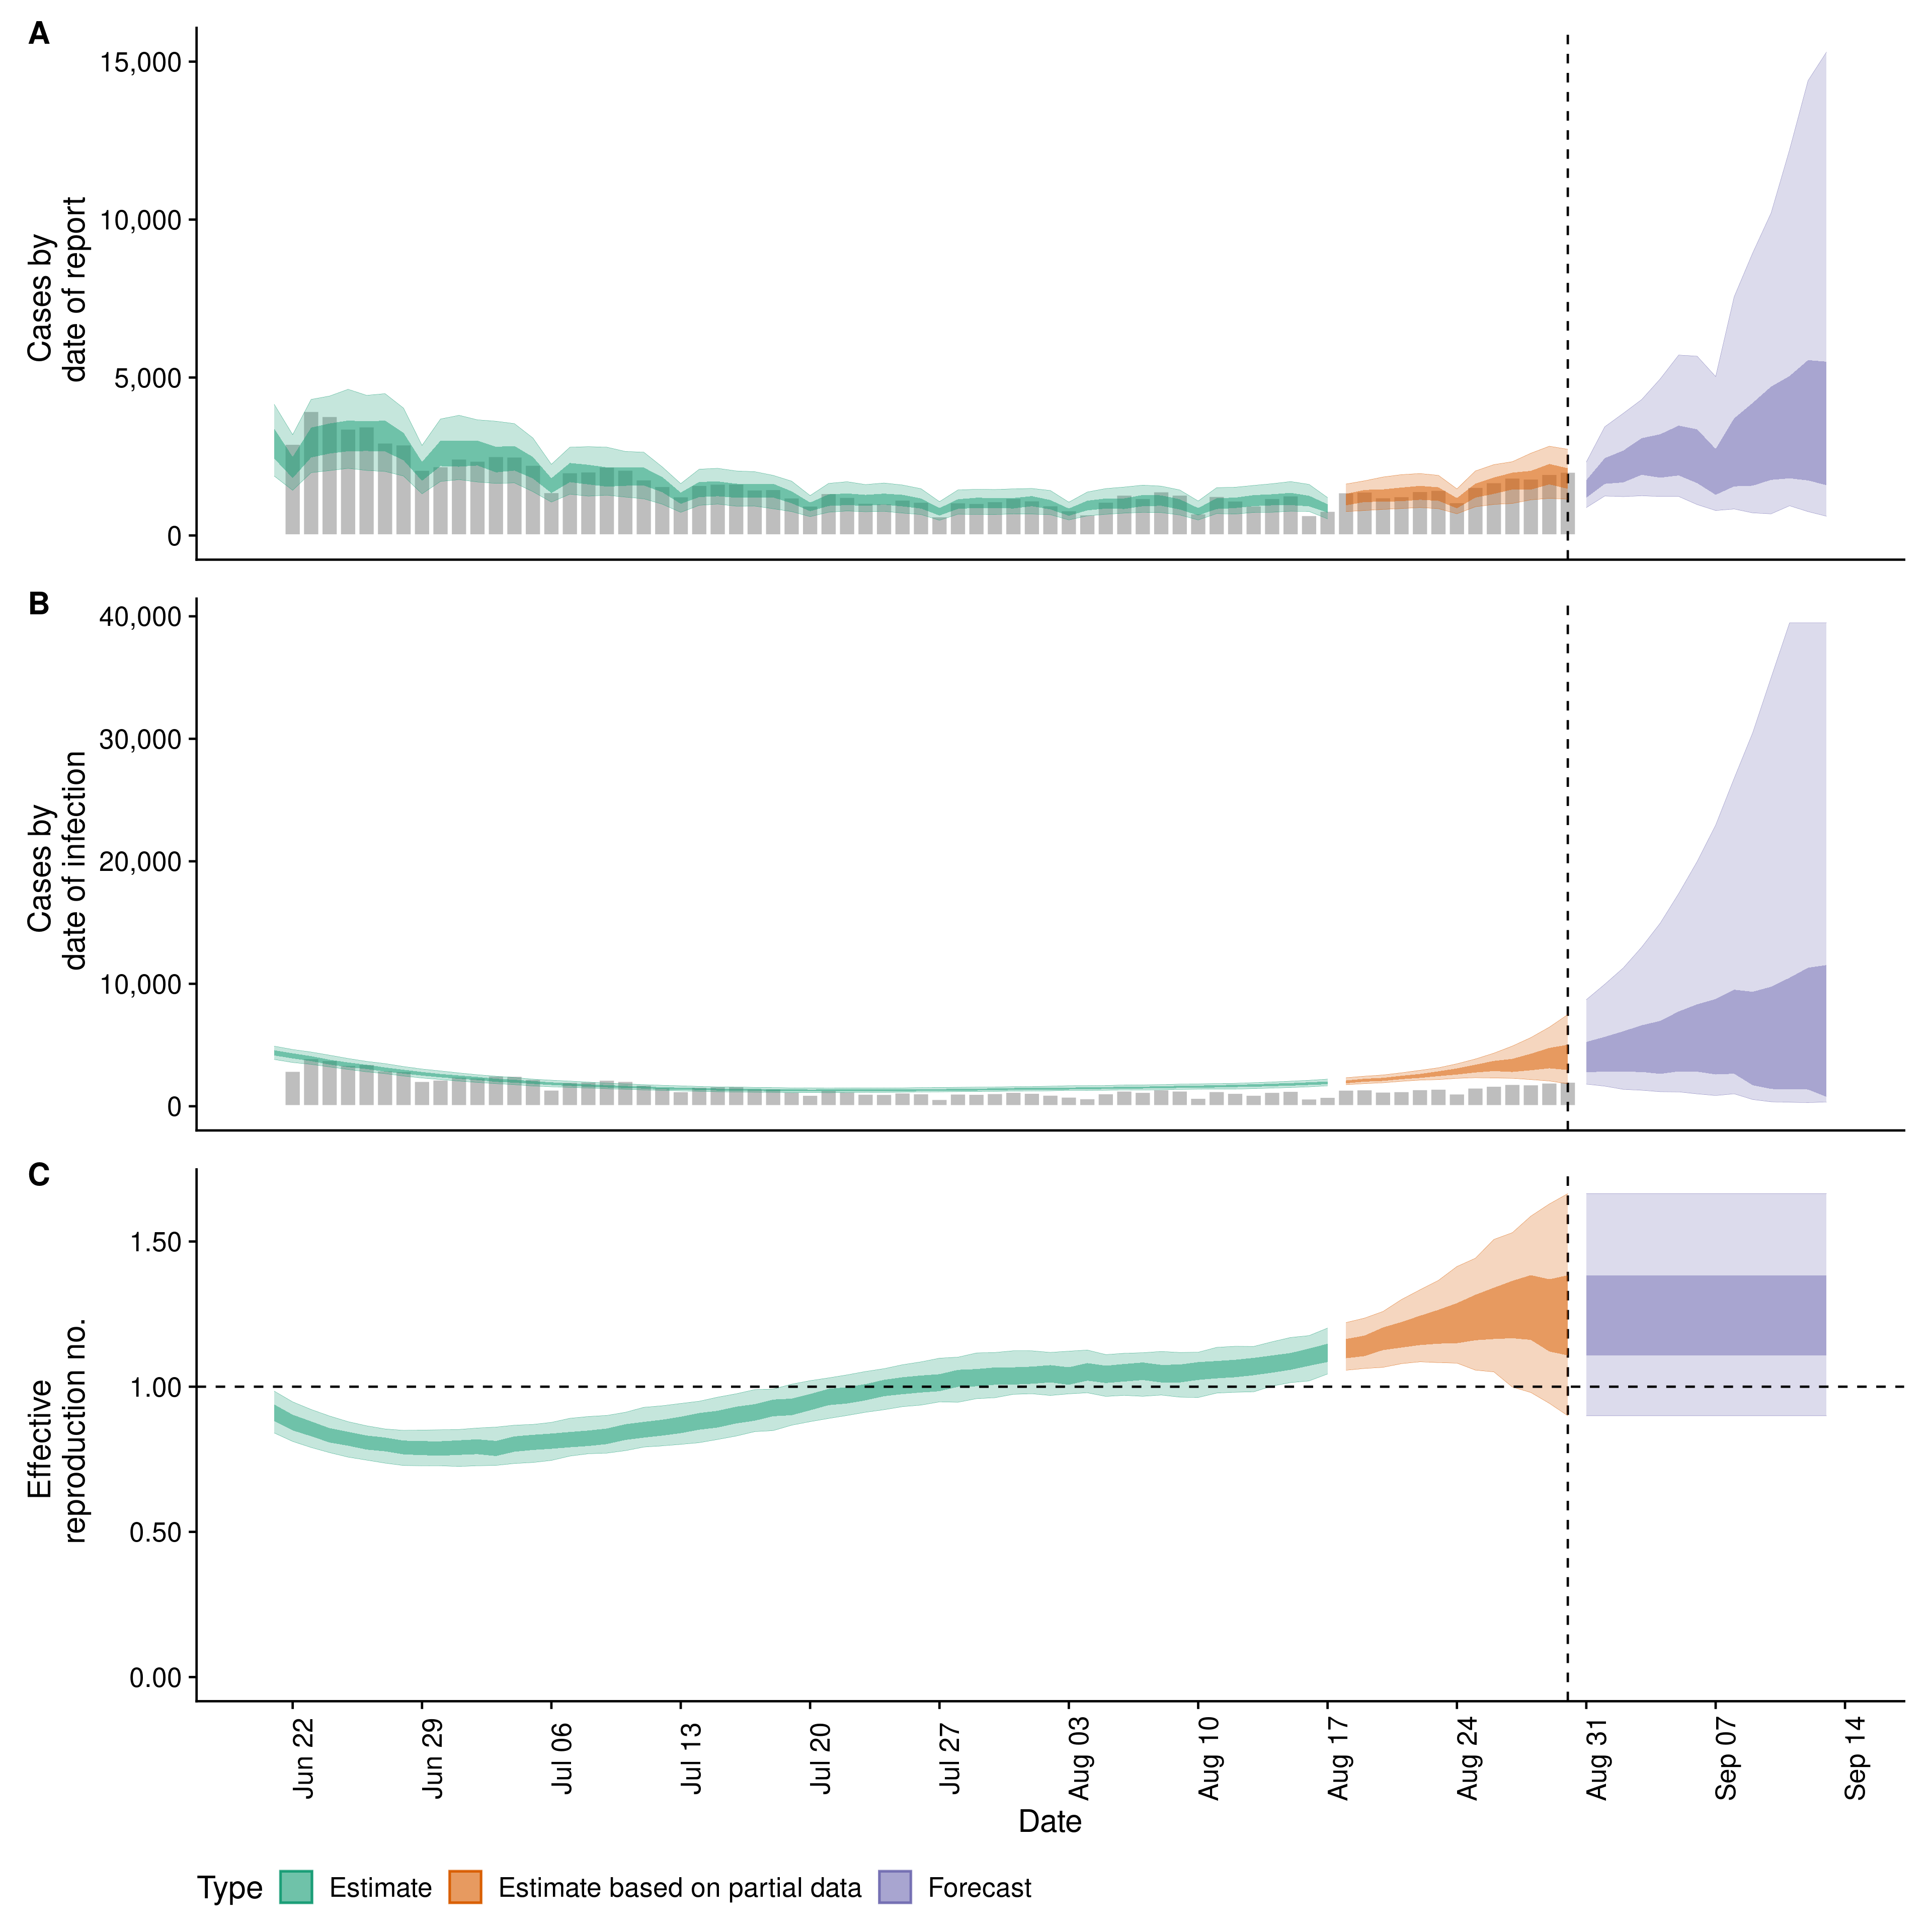 A
15,000
10,000
5,000
0
Cases by
date of report
B
40,000
30,000
20,000
10,000
0
Cases by
date of infection
C
1.50
1.00
0.50
0.00
Effective
reproduction no.
Jun 22
Jun 29
Jul 06
Jul 13
Jul 20
Jul 27
Aug 03
Aug 10
Aug 17
Aug 24
Aug 31
Sep 07
Sep 14
Date
Type Estimate Estimate based on partial data Forecast